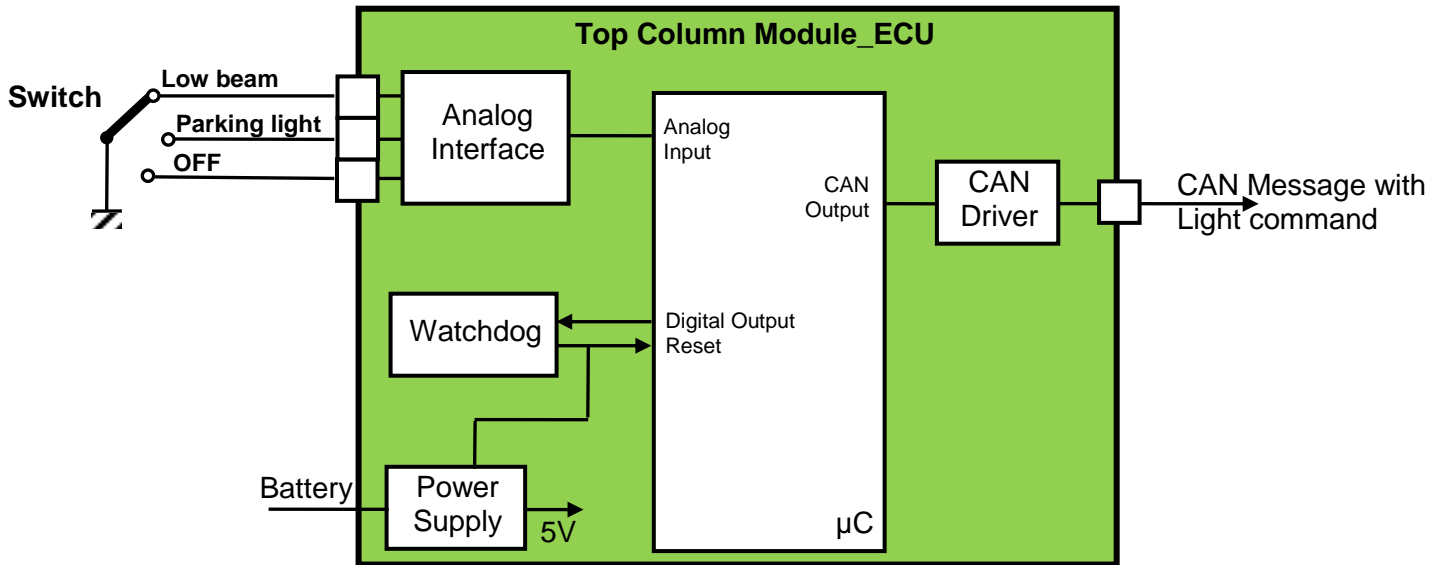 Top Column Module_ECU
Switch
Low beam
Parking light
OFF
Analog
Interface
Analog
Input
CAN
Output
CAN
Driver
CAN Message with
Light command
Watchdog
Digital Output
Reset
Battery
Power
Supply
5V
µC